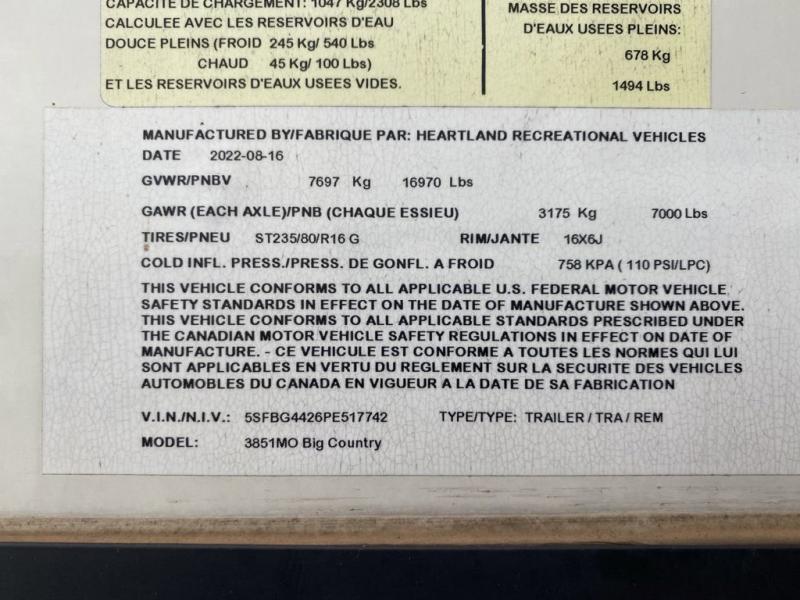 CAPACITE DE CHARGEMENT: 1047 Kg/2308 Lbs
CALCULEE AVEC LES RESERVOIRS D'EAU
DOUCE PLEINS (FROID 245 Kg/ 540 Lbs
CHAUD 45 Kg/ 100 Lbs)
ET LES RESERVOIRS D'EAUX USEES VIDES.
MASSE DES RESERVOIRS
D'EAUX USEES PLEINS:
678 Kg
1494 Lbs
MANUFACTURED BY/FABRIQUE PAR: HEARTLAND RECREATIONAL VEHICLES
DATE 2022-08-16
GVWR/PNBV 7697 Kg 16970 Lbs
GAWR (EACH AXLE)/PNB (CHAQUE ESSIEU) 3175 Kg 7000 Lbs
TIRES/PNEU ST235/80/R16 G RIM/JANTE 16X6J
COLD INFL. PRESS./PRESS. DE GONFL. A FROID 758 KPA ( 110 PSI/LPC)
THIS VEHICLE CONFORMS TO ALL APPLICABLE U.S. FEDERAL MOTOR VEHICLE
SAFETY STANDARDS IN EFFECT ON THE DATE OF MANUFACTURE SHOWN ABOVE.
THIS VEHICLE CONFORMS TO ALL APPLICABLE STANDARDS PRESCRIBED UNDER
THE CANADIAN MOTOR VEHICLE SAFETY REGULATIONS IN EFFECT ON DATE OF
MANUFACTURE. - CE VEHICULE EST CONFORME A TOUTES LES NORMES QUI LUI
SONT APPLICABLES EN VERTU DU REGLEMENT SUR LA SECURITE DES VEHICLES
AUTOMOBILES DU CANADA EN VIGUEUR A LA DATE DE SA FABRICATION
V.I.N./N.I.V.: 5SFBG4426PE517742 TYPE/TYPE: TRAILER / TRA / REM
MODEL: 3851MO Big Country